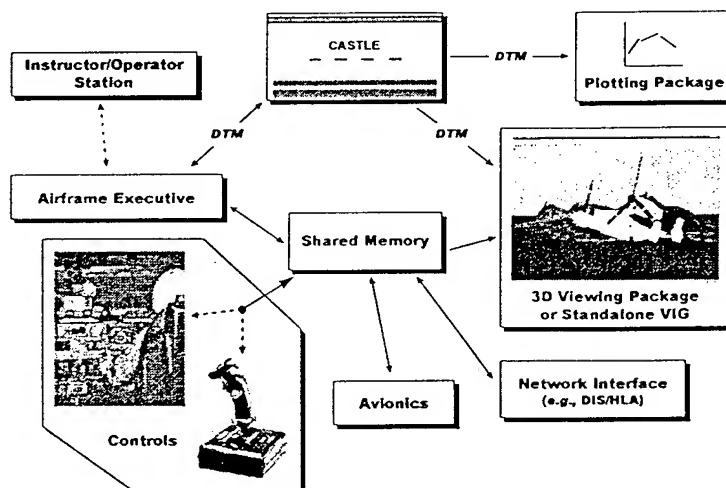 CASTLE
Instructor/Operator
Station
DTM
Plotting Package
DTM
DTM
Airframe Executive
Shared Memory
3D Viewing Package
or Standalone VIG
Controls
Avionics
Network Interface
(e.g., DIS/HLA)